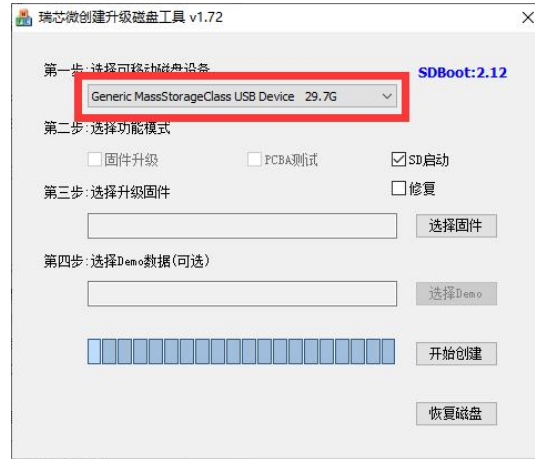 瑞芯微创建升级磁盘工具 v1.72
第一步:选择可移动磁盘设备
SDBoot:2.12
Generic MassStorageClass USB Device 29.7G
第二步:选择功能模式
固件升级 PCBA测试 SD启动
修复
第三步:选择升级固件
选择固件
第四步:选择Demo数据(可选)
选择Demo
开始创建
恢复磁盘